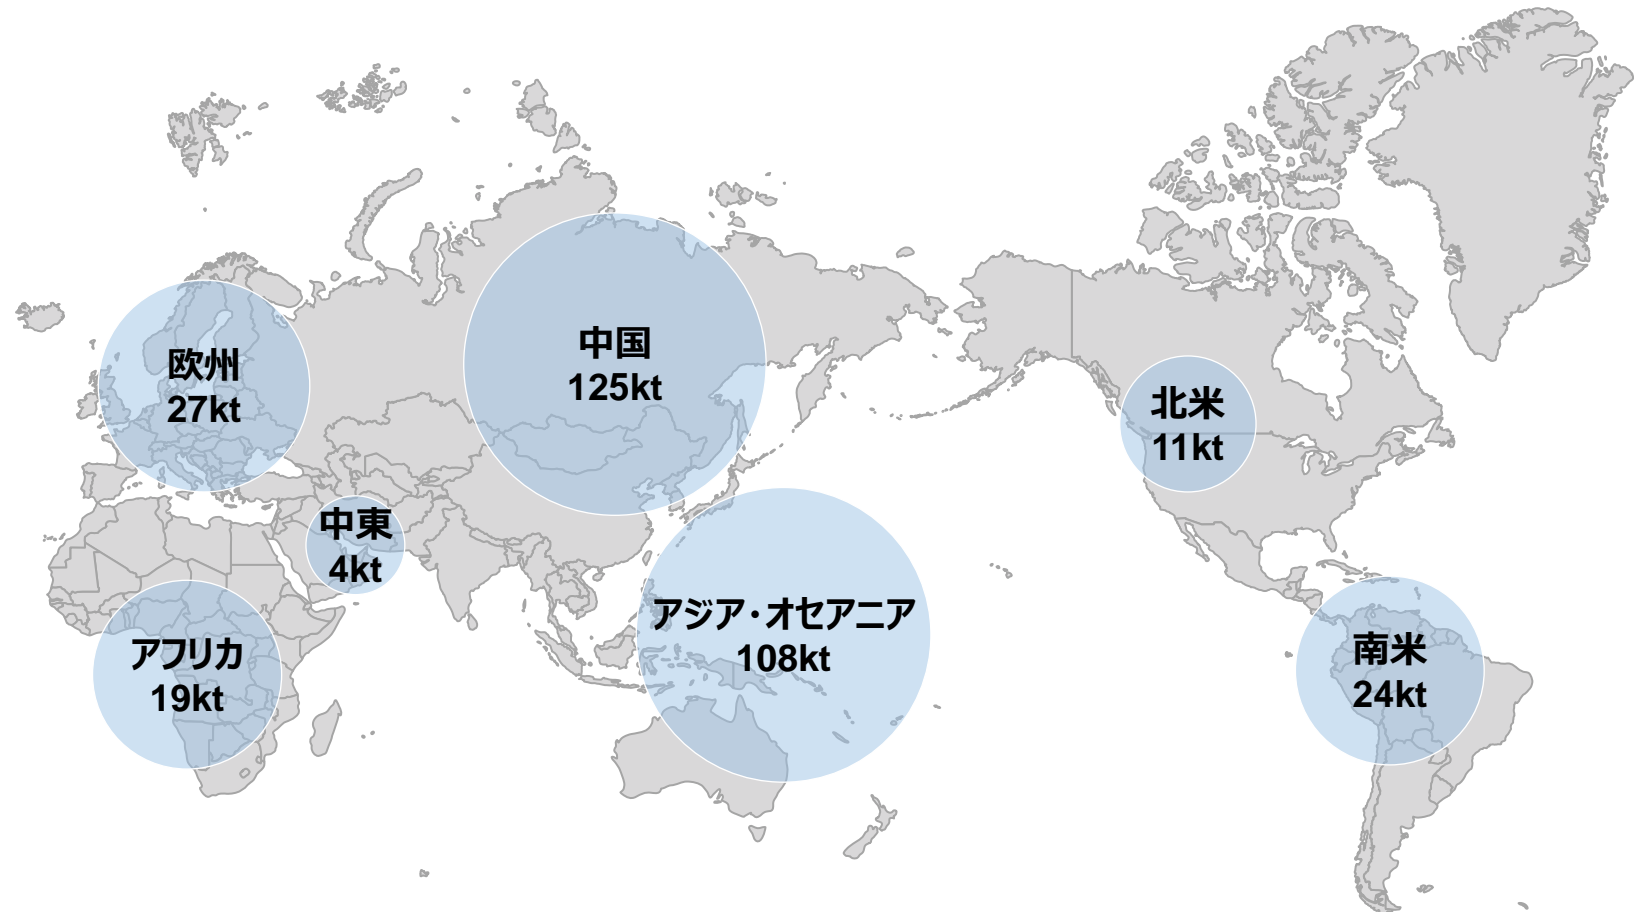 中国
125kt
欧州
27kt
北米
11kt
中東
4kt
アジア・オセアニア
108kt
アフリカ
19kt
南米
24kt